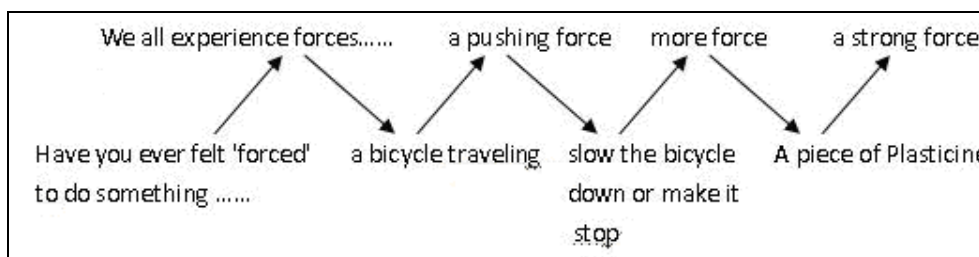 We all experience forces...... a pushing force more force a strong force
Have you ever felt 'forced' a bicycle traveling slow the bicycle A piece of Plasticine
to do something ...... down or make it
stop